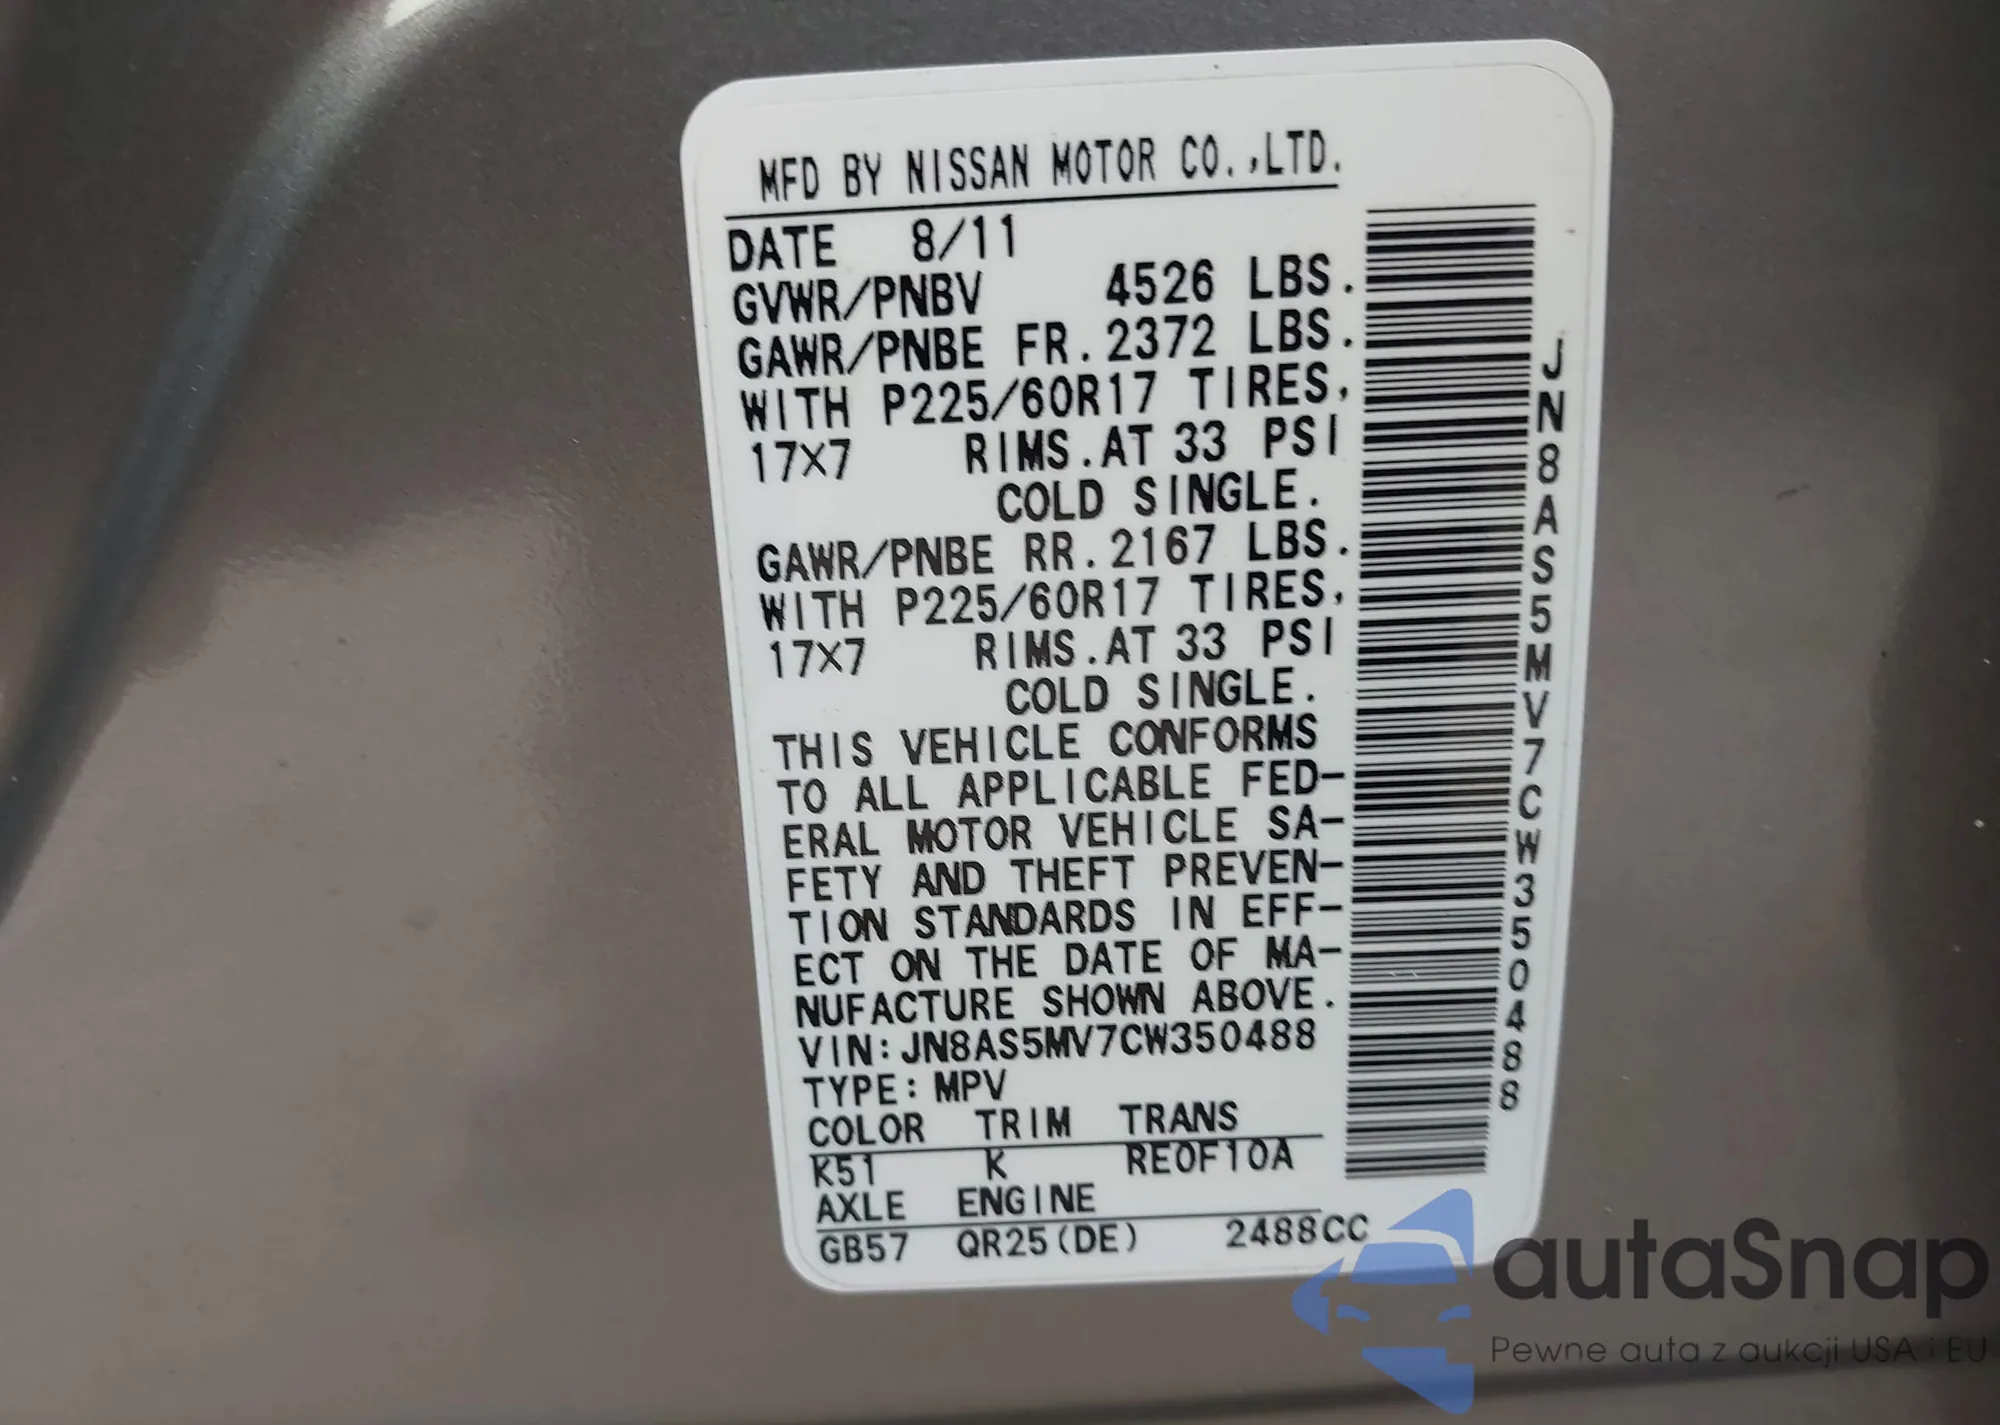 MFD BY NISSAN MOTOR CO.,LTD.
DATE 8/11
GVWR/PNBV 4526 LBS.
GAWR/PNBE FR.2372 LBS.
WITH P225/60R17 TIRES,
17X7 RIMS.AT 33 PSI
COLD SINGLE.
GAWR/PNBE RR.2167 LBS.
WITH P225/60R17 TIRES,
17X7 RIMS.AT 33 PSI
COLD SINGLE.
THIS VEHICLE CONFORMS
TO ALL APPLICABLE FED-
ERAL MOTOR VEHICLE SA-
FETY AND THEFT PREVEN-
TION STANDARDS IN EFF-
ECT ON THE DATE OF MA-
NUFACTURE SHOWN ABOVE.
VIN:JN8AS5MV7CW350488
TYPE:MPV
COLOR TRIM TRANS
K51 K RE0F10A
AXLE ENGINE
GB57 QR25(DE) 2488CC
JN8AS5MV7CW350488
autaSnap
Pewne auta z aukcji USA i EU